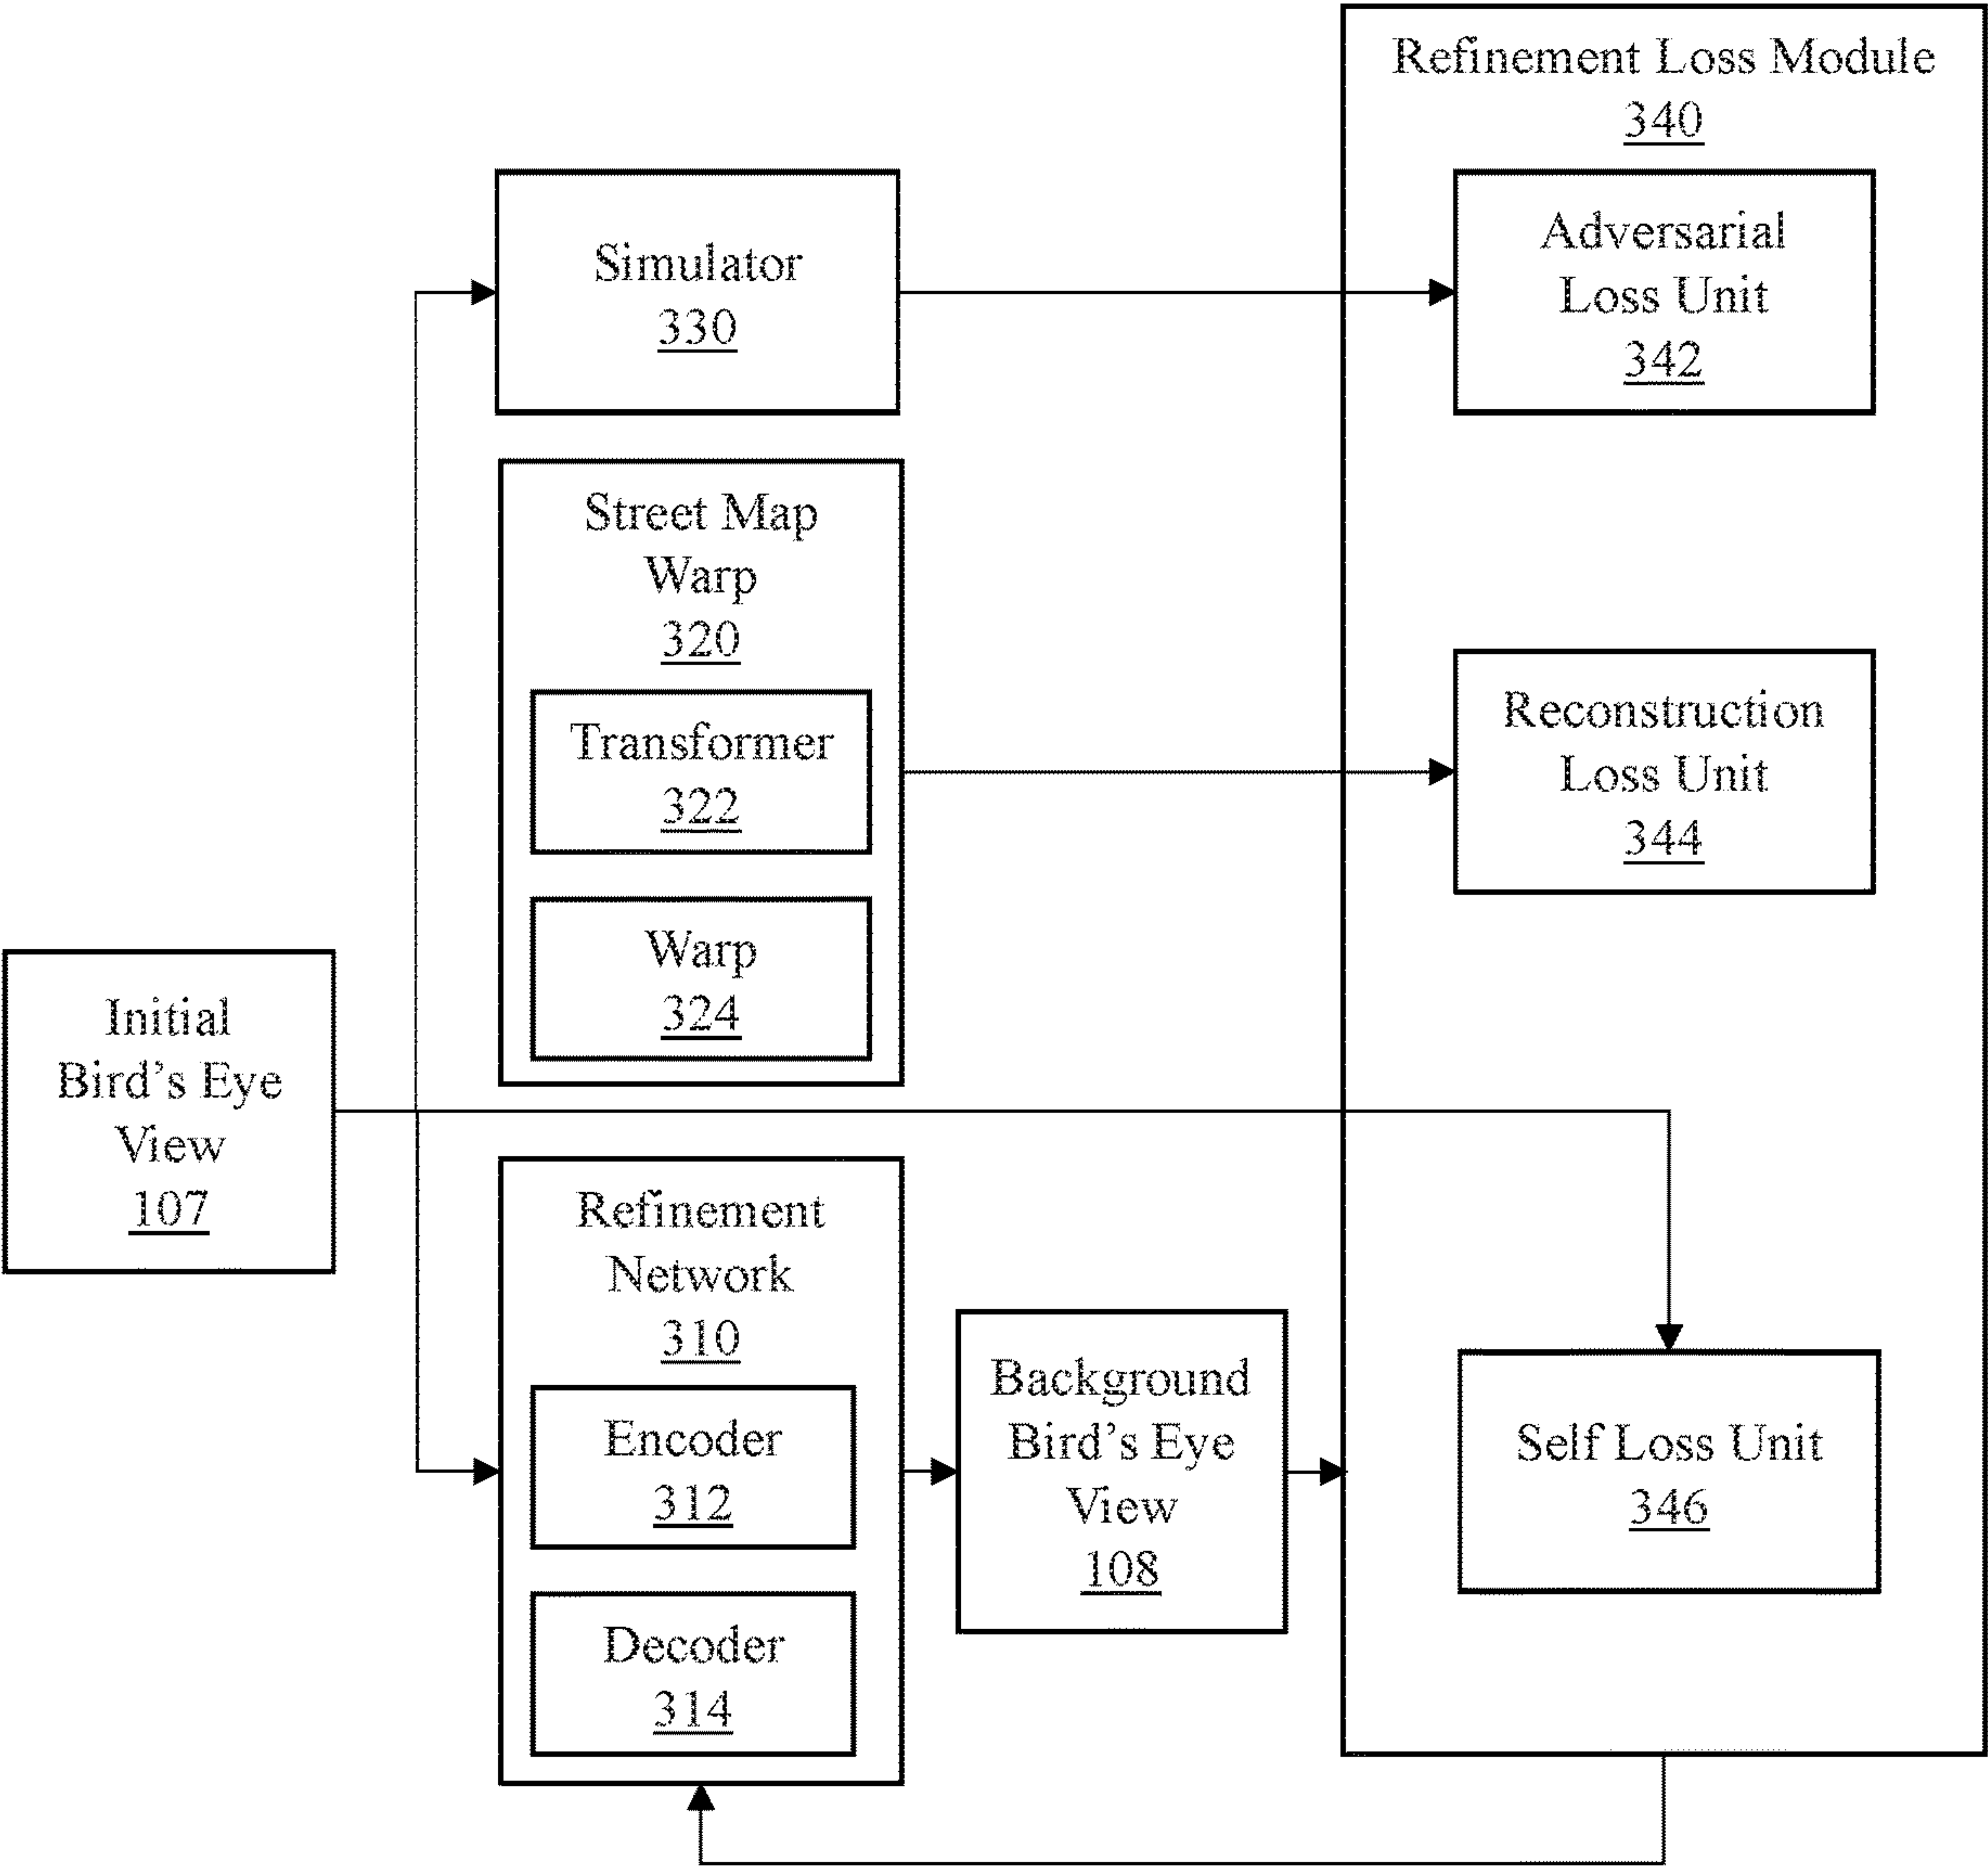 Refinement Loss Module
340
Simulator
330
Adversarial
Loss Unit
342
Street Map
Warp
320
Transformer
322
Warp
324
Reconstruction
Loss Unit
344
Initial
Bird's Eye
View
107
Refinement
Network
310
Encoder
312
Decoder
314
Background
Bird's Eye
View
108
Self Loss Unit
346